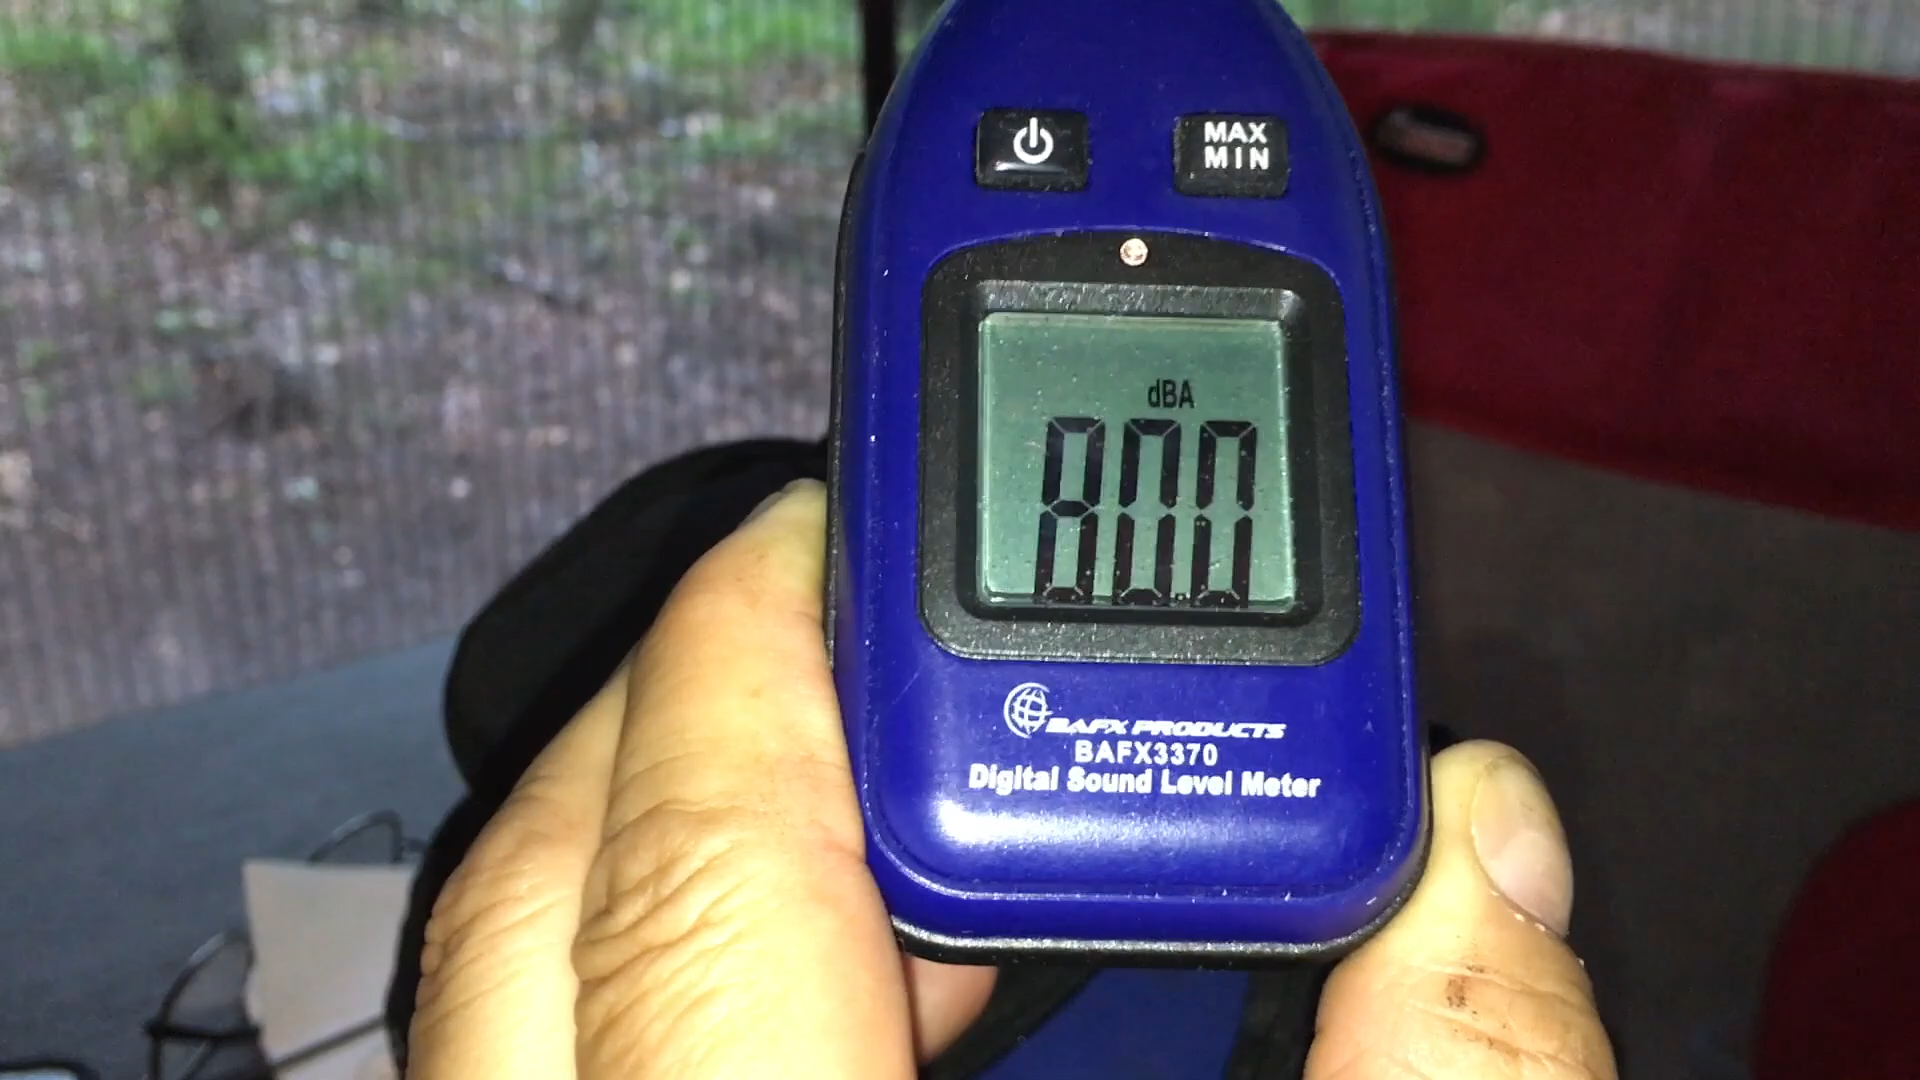 MAX
MIN
dBA
80.0
BAFX PRODUCTS
BAFX3370
Digital Sound Level Meter